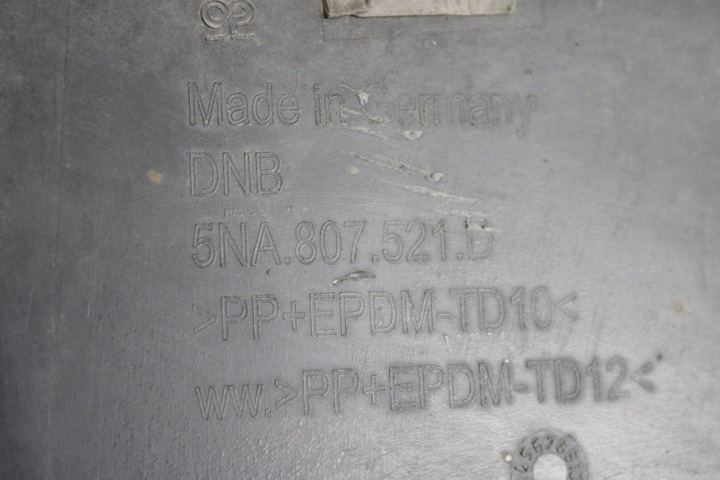 Made in Germany
DNB
5NA.807.521.D
>PP+EPDM-TD10<
ww.>PP+EPDM-TD12<